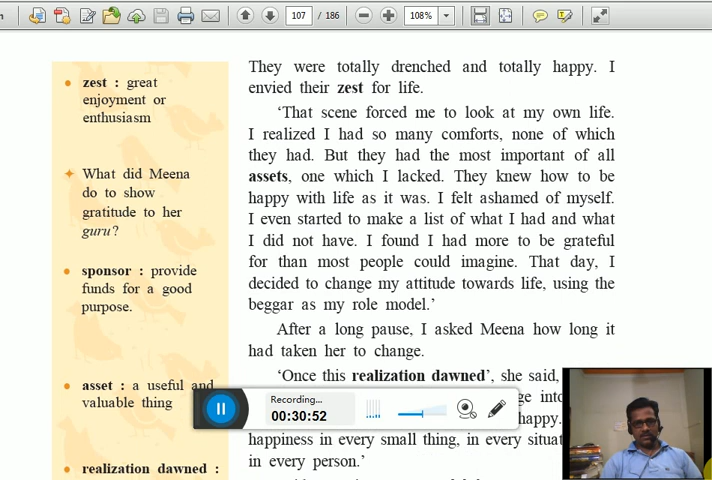 107 / 186
108%
zest : great
enjoyment or
enthusiasm
What did Meena
do to show
gratitude to her
guru?
sponsor : provide
funds for a good
purpose.
asset : a useful and
valuable thing
realization dawned :
They were totally drenched and totally happy. I
envied their zest for life.
‘That scene forced me to look at my own life.
I realized I had so many comforts, none of which
they had. But they had the most important of all
assets, one which I lacked. They knew how to be
happy with life as it was. I felt ashamed of myself.
I even started to make a list of what I had and what
I did not have. I found I had more to be grateful
for than most people could imagine. That day, I
decided to change my attitude towards life, using the
beggar as my role model.’
After a long pause, I asked Meena how long it
had taken her to change.
‘Once this realization dawned’, she said,
happy.
happiness in every small thing, in every
in every person.’
Recording...
00:30:52